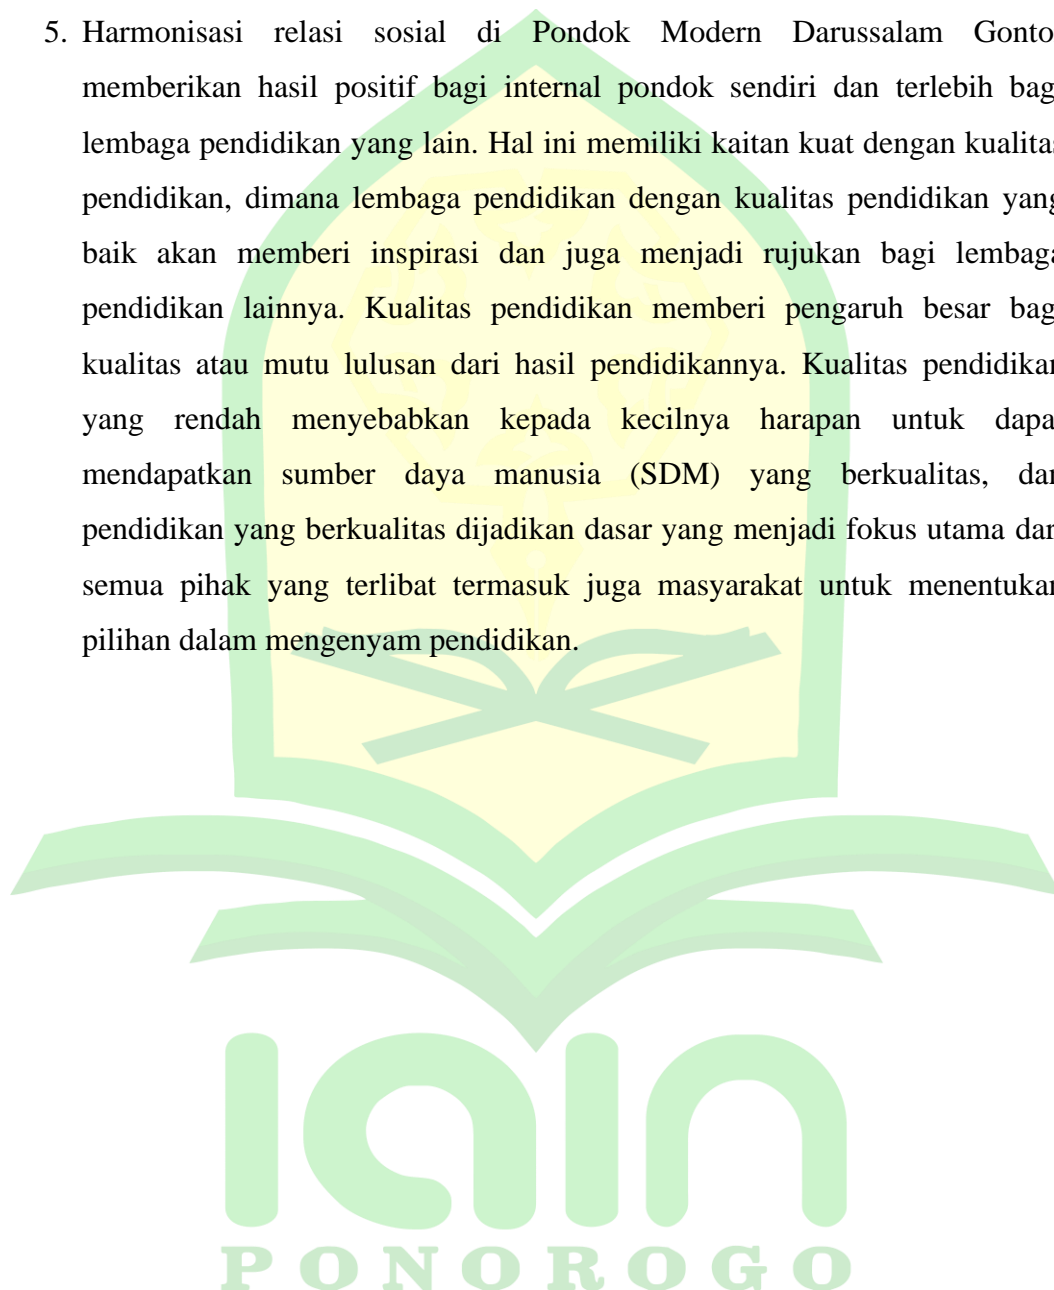 5. Harmonisasi relasi sosial di Pondok Modern Darussalam Gonto
memberikan hasil positif bagi internal pondok sendiri dan terlebih bag
lembaga pendidikan yang lain. Hal ini memiliki kaitan kuat dengan kualitas
pendidikan, dimana lembaga pendidikan dengan kualitas pendidikan yang
baik akan memberi inspirasi dan juga menjadi rujukan bagi lembaga
pendidikan lainnya. Kualitas pendidikan memberi pengaruh besar bag
kualitas atau mutu lulusan dari hasil pendidikannya. Kualitas pendidikan
yang rendah menyebabkan kepada kecilnya harapan untuk dapa
mendapatkan sumber daya manusia (SDM) yang berkualitas, dan
pendidikan yang berkualitas dijadikan dasar yang menjadi fokus utama dar
semua pihak yang terlibat termasuk juga masyarakat untuk menentukan
pilihan dalam mengenyam pendidikan.
iain
PONOROGO